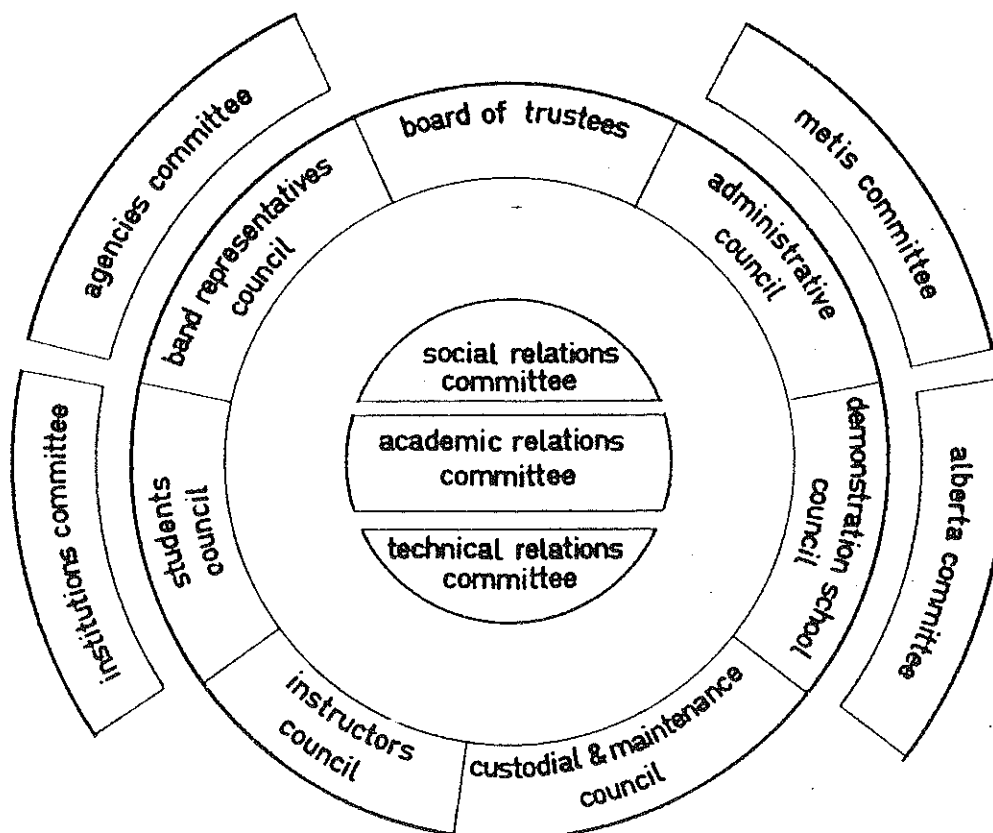 agencies committee
metis committee
board of trustees
band representatives
council
administrative
council
social relations
committee
academic relations
committee
technical relations
committee
institutions committee
students
council
demonstration school
council
alberta committee
instructors
council
custodial & maintenance
council